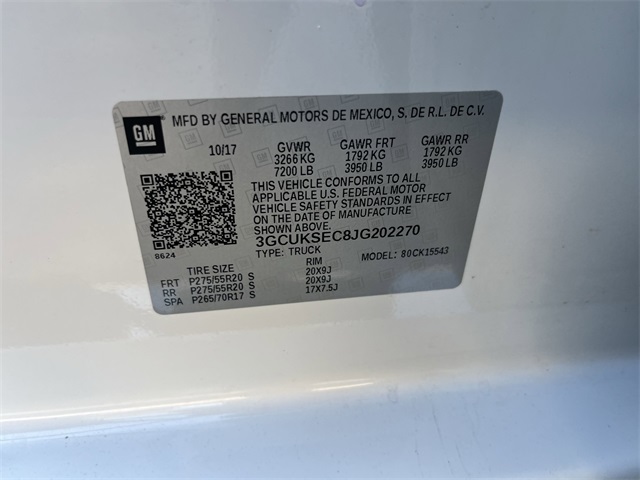 GM
MFD BY GENERAL MOTORS DE MEXICO, S. DE R.L. DE C.V.
10/17 GVWR GAWR FRT GAWR RR
3266 KG 1792 KG 1792 KG
7200 LB 3950 LB 3950 LB
THIS VEHICLE CONFORMS TO ALL
APPLICABLE U.S. FEDERAL MOTOR
VEHICLE SAFETY STANDARDS IN EFFECT
ON THE DATE OF MANUFACTURE
SHOWN ABOVE.
3GCUKSEC8JG202270
8624 TYPE: TRUCK MODEL: 80CK15543
TIRE SIZE RIM
FRT P275/55R20 S 20X9J
RR P275/55R20 S 20X9J
SPA P265/70R17 S 17X7.5J